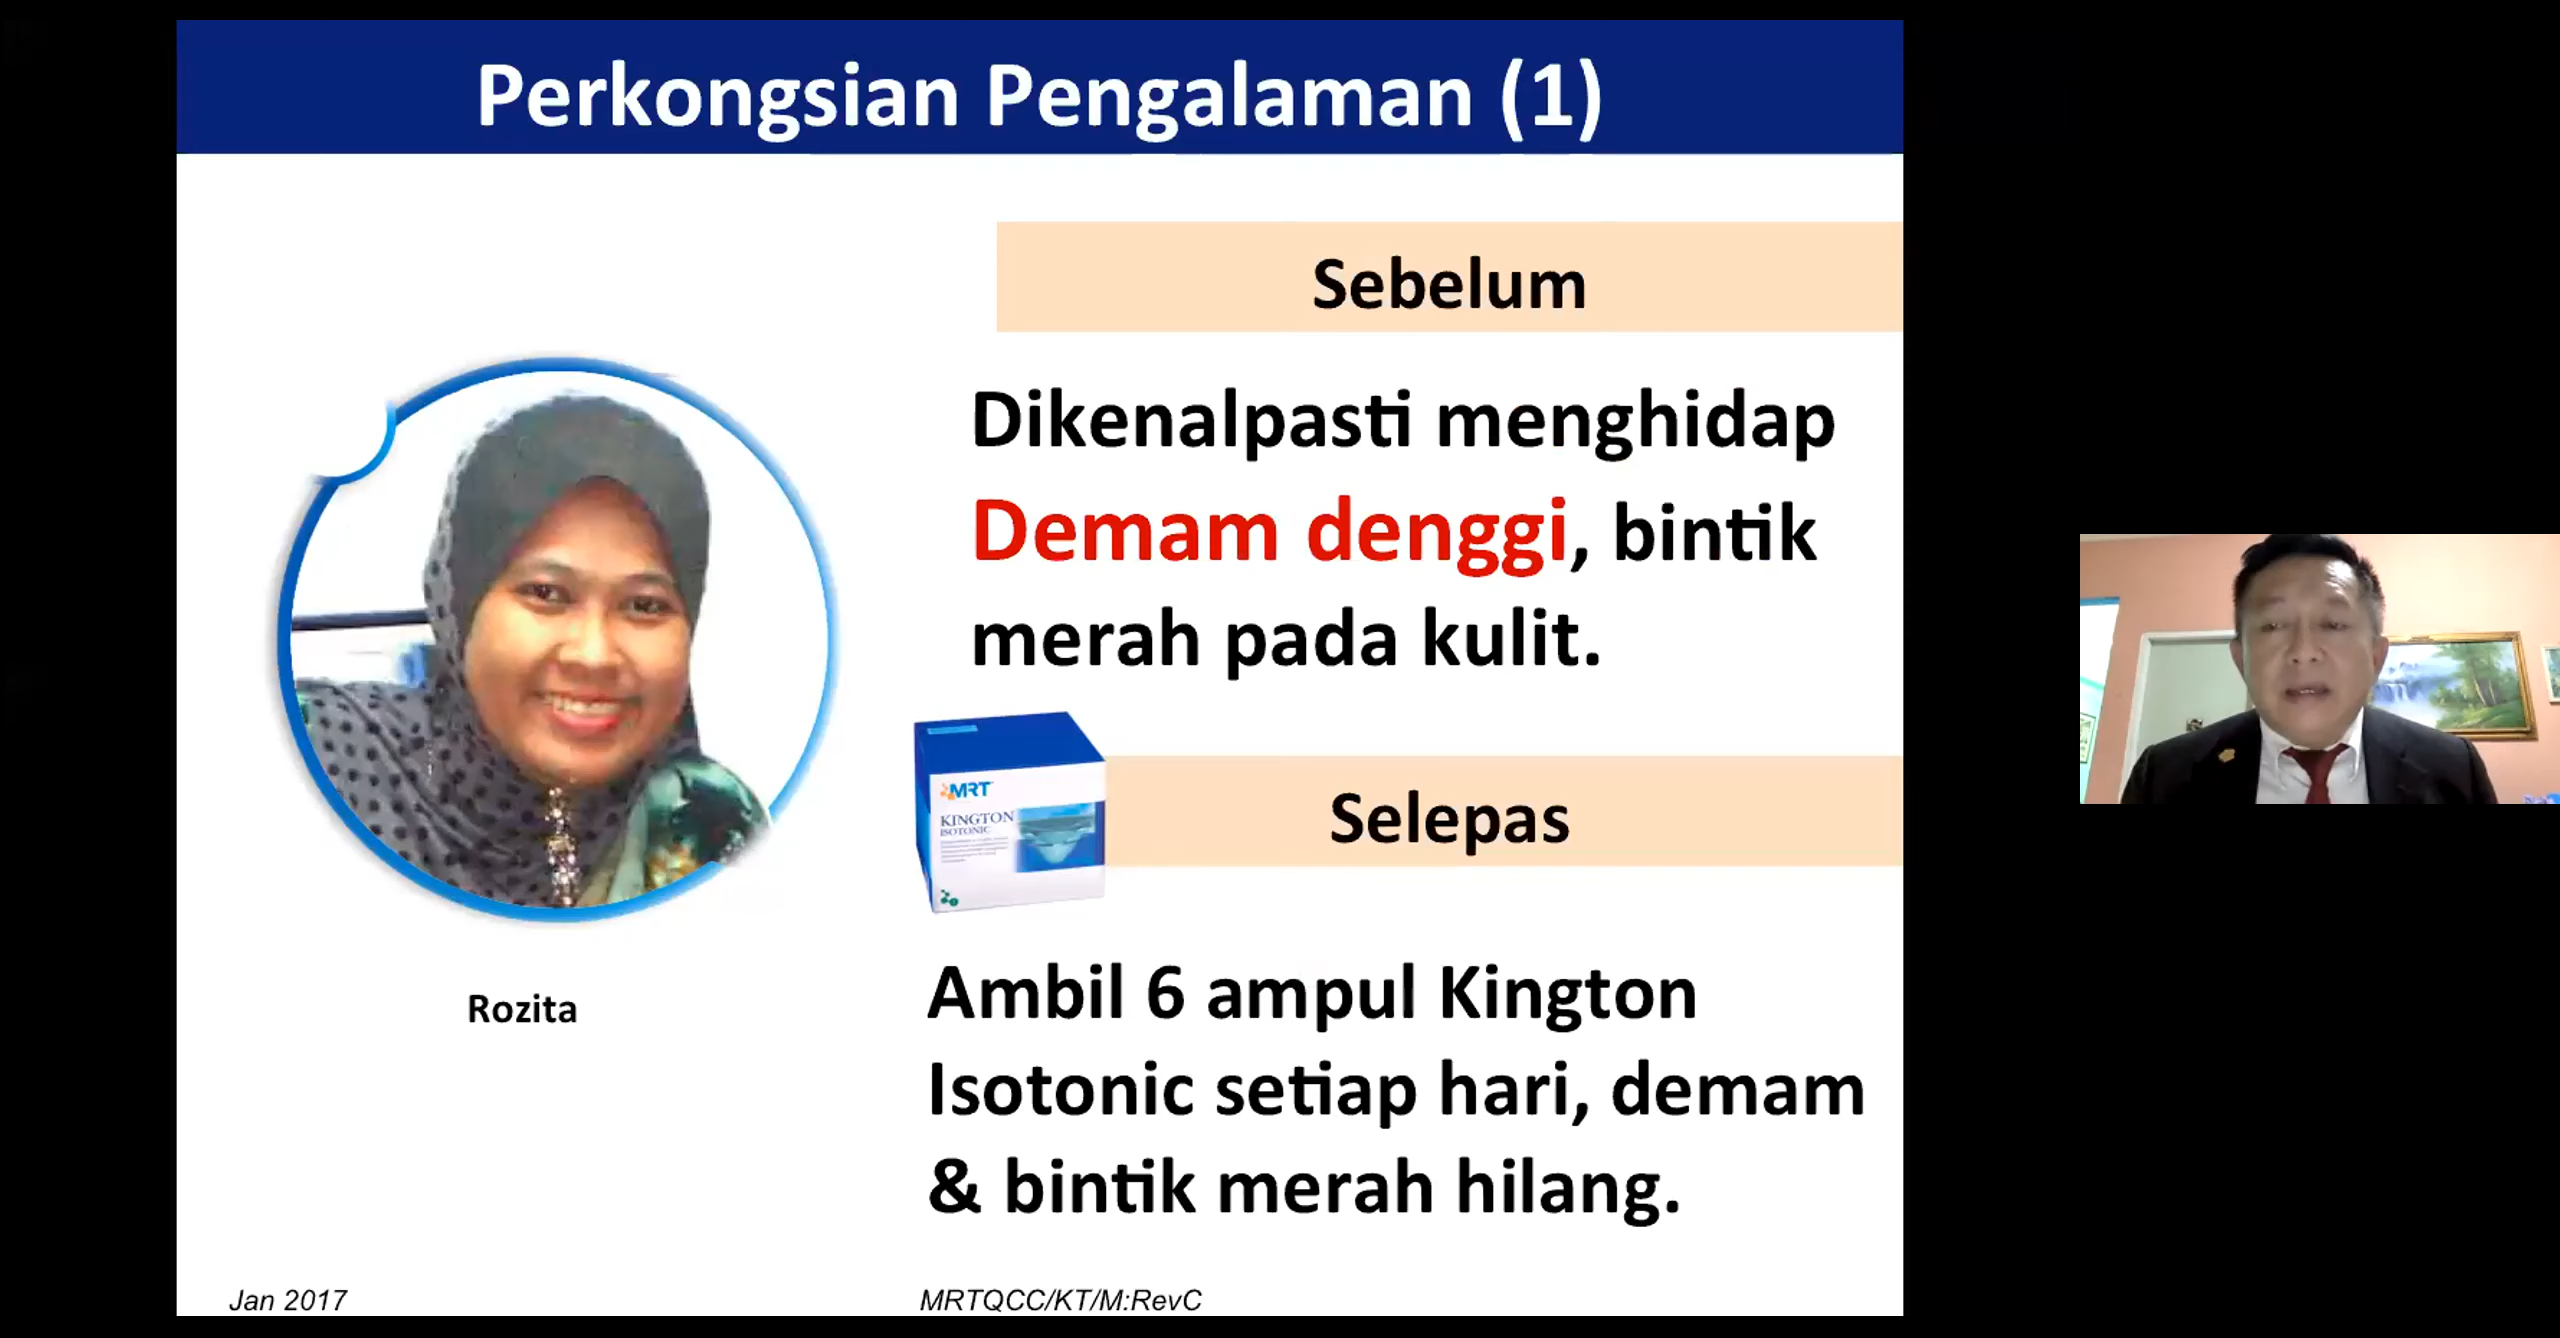 Perkongsian Pengalaman (1)
Sebelum
Dikenalpasti menghidap
Demam denggi, bintik
merah pada kulit.
MRT
KINGTON
ISOTONIC
Selepas
Ambil 6 ampul Kington
Isotonic setiap hari, demam
& bintik merah hilang.
Rozita
Jan 2017
MRTQCC/KT/M:RevC